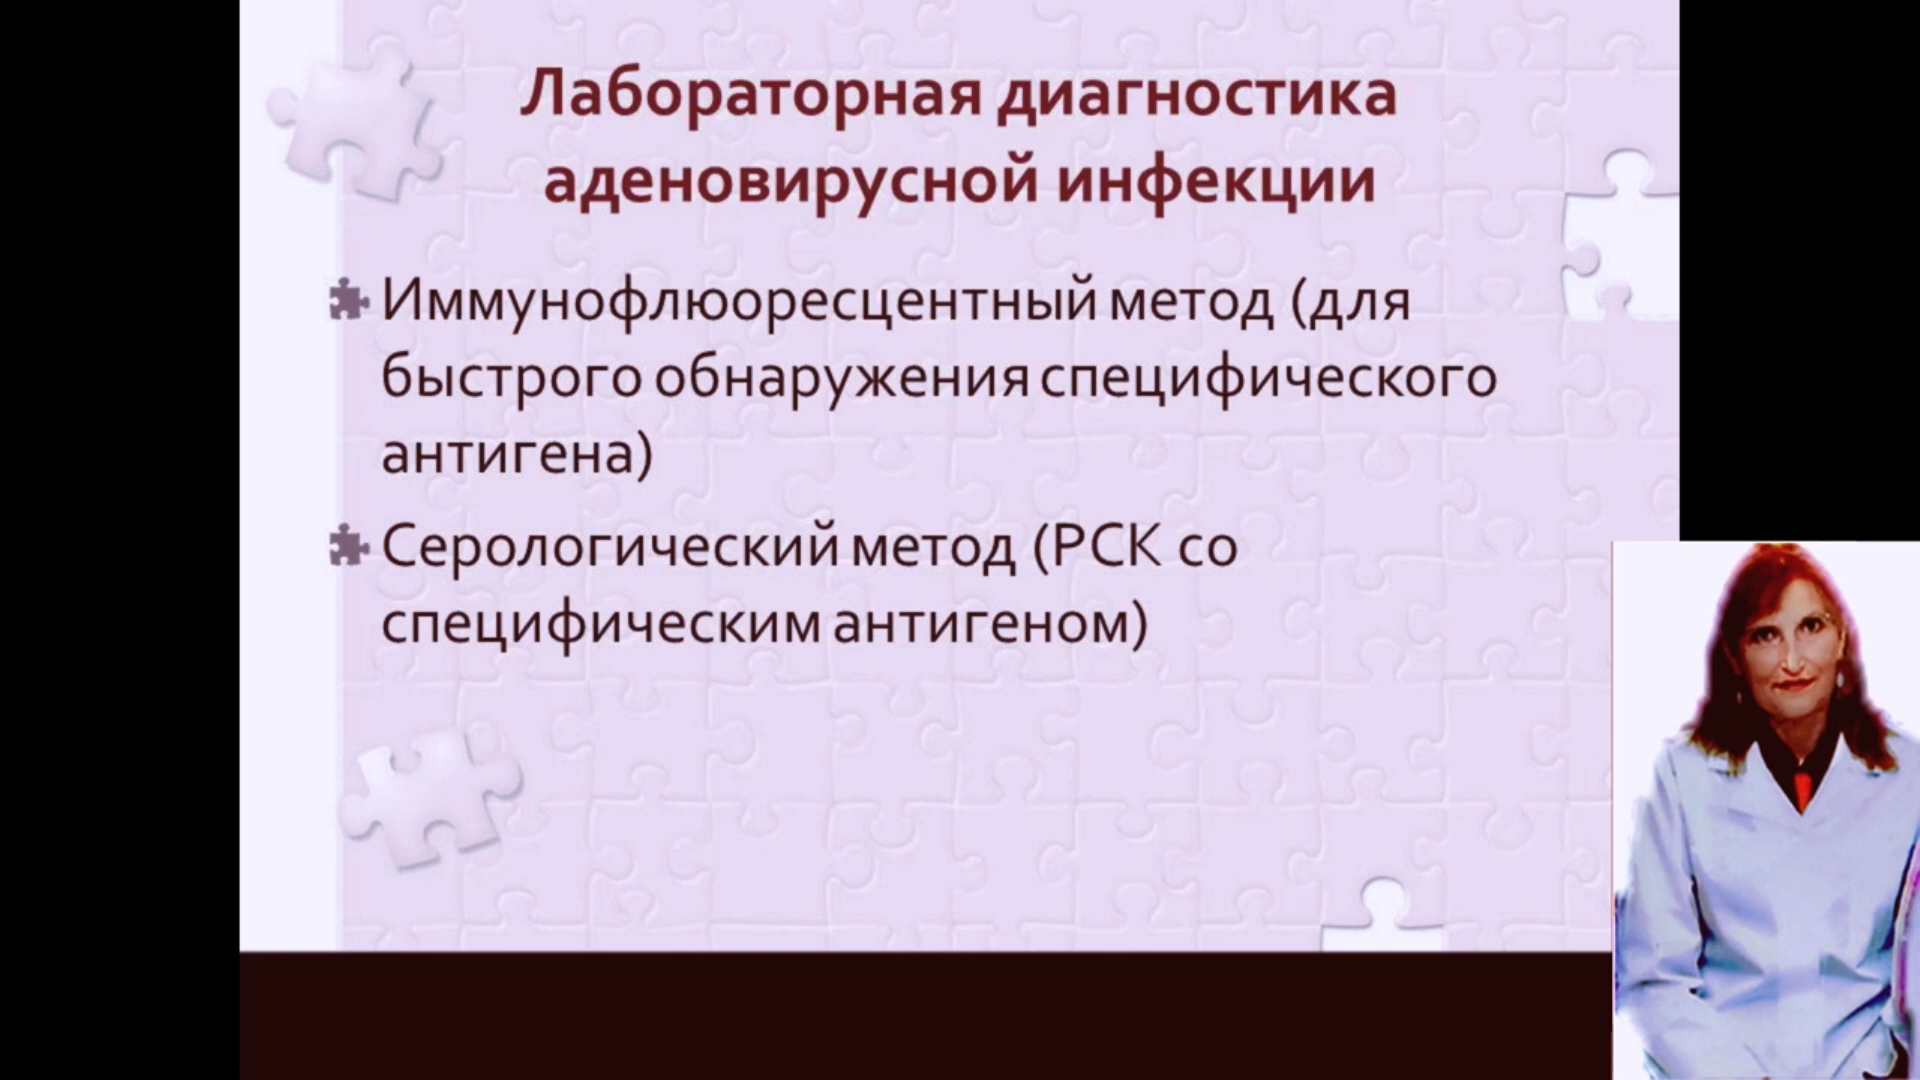 Лабораторная диагностика
аденовирусной инфекции
Иммунофлюоресцентный метод (для
быстрого обнаружения специфического
антигена)
Серологический метод (РСК со
специфическим антигеном)